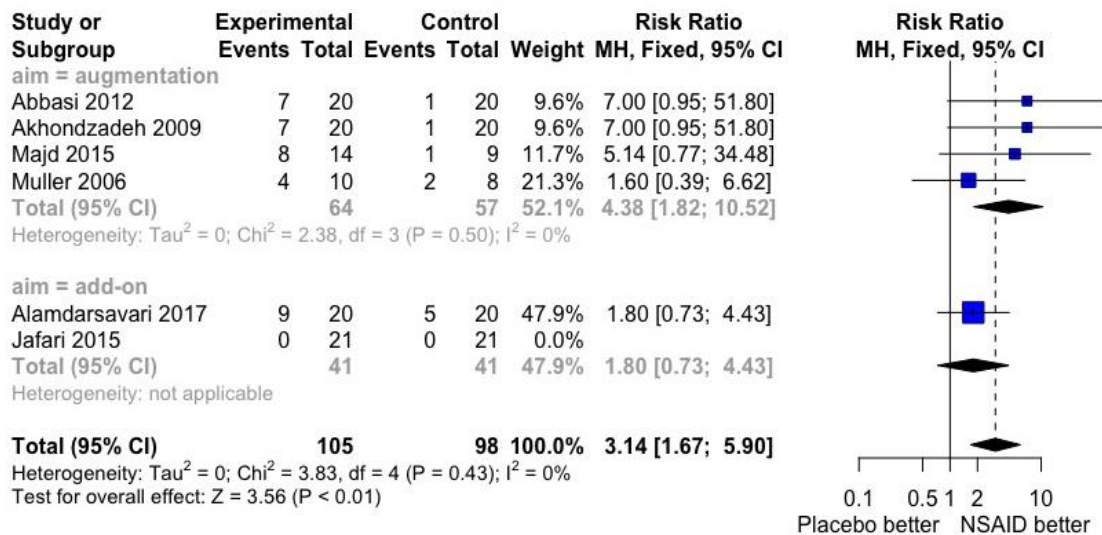 Study or Experimental Control Risk Ratio Risk Ratio
Subgroup Events Total Events Total Weight MH, Fixed, 95% CI MH, Fixed, 95% CI
aim = augmentation
Abbasi 2012 7 20 1 20 9.6% 7.00 [0.95; 51.80]
Akhondzadeh 2009 7 20 1 20 9.6% 7.00 [0.95; 51.80]
Majd 2015 8 14 1 9 11.7% 5.14 [0.77; 34.48]
Muller 2006 4 10 2 8 21.3% 1.60 [0.39; 6.62]
Total (95% CI) 64 57 52.1% 4.38 [1.82; 10.52]
Heterogeneity: Tau² = 0; Chi² = 2.38, df = 3 (P = 0.50); I² = 0%
aim = add-on
Alamdarsavari 2017 9 20 5 20 47.9% 1.80 [0.73; 4.43]
Jafari 2015 0 21 0 21 0.0%
Total (95% CI) 41 41 47.9% 1.80 [0.73; 4.43]
Heterogeneity: not applicable
Total (95% CI) 105 98 100.0% 3.14 [1.67; 5.90]
Heterogeneity: Tau² = 0; Chi² = 3.83, df = 4 (P = 0.43); I² = 0%
Test for overall effect: Z = 3.56 (P < 0.01)
0.1 0.5 1 2 10
Placebo better NSAID better